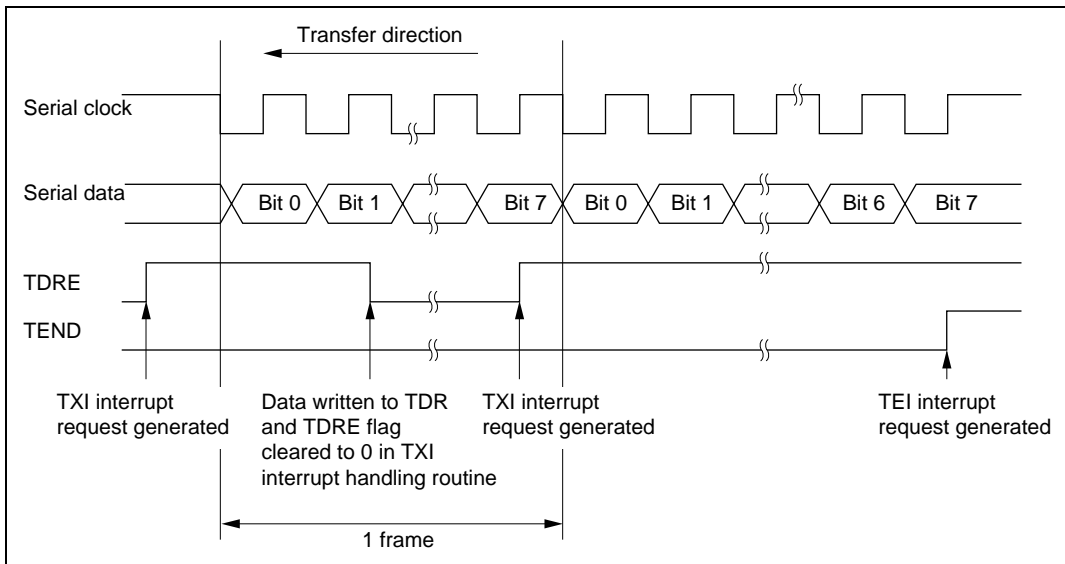 Transfer direction
Serial clock
Serial data
Bit 0
Bit 1
Bit 7
Bit 0
Bit 1
Bit 6
Bit 7
TDRE
TEND
TXI interrupt
request generated
Data written to TDR
and TDRE flag
cleared to 0 in TXI
interrupt handling routine
TXI interrupt
request generated
TEI interrupt
request generated
1 frame